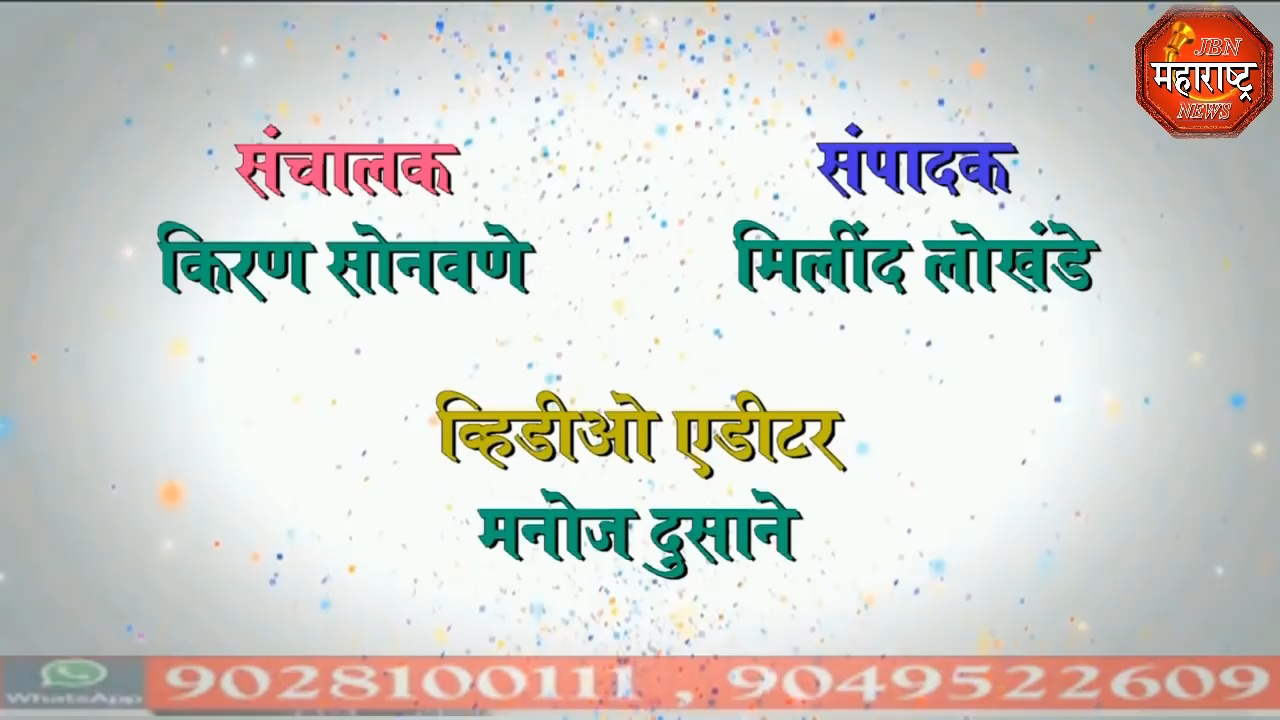 JBN
महाराष्ट्र
NEWS
संचालक
किरण सोनवणे
संपादक
मिलींद लोखंडे
व्हिडीओ एडीटर
मनोज दुसाने
WhatsApp 9028100111 , 9049522609